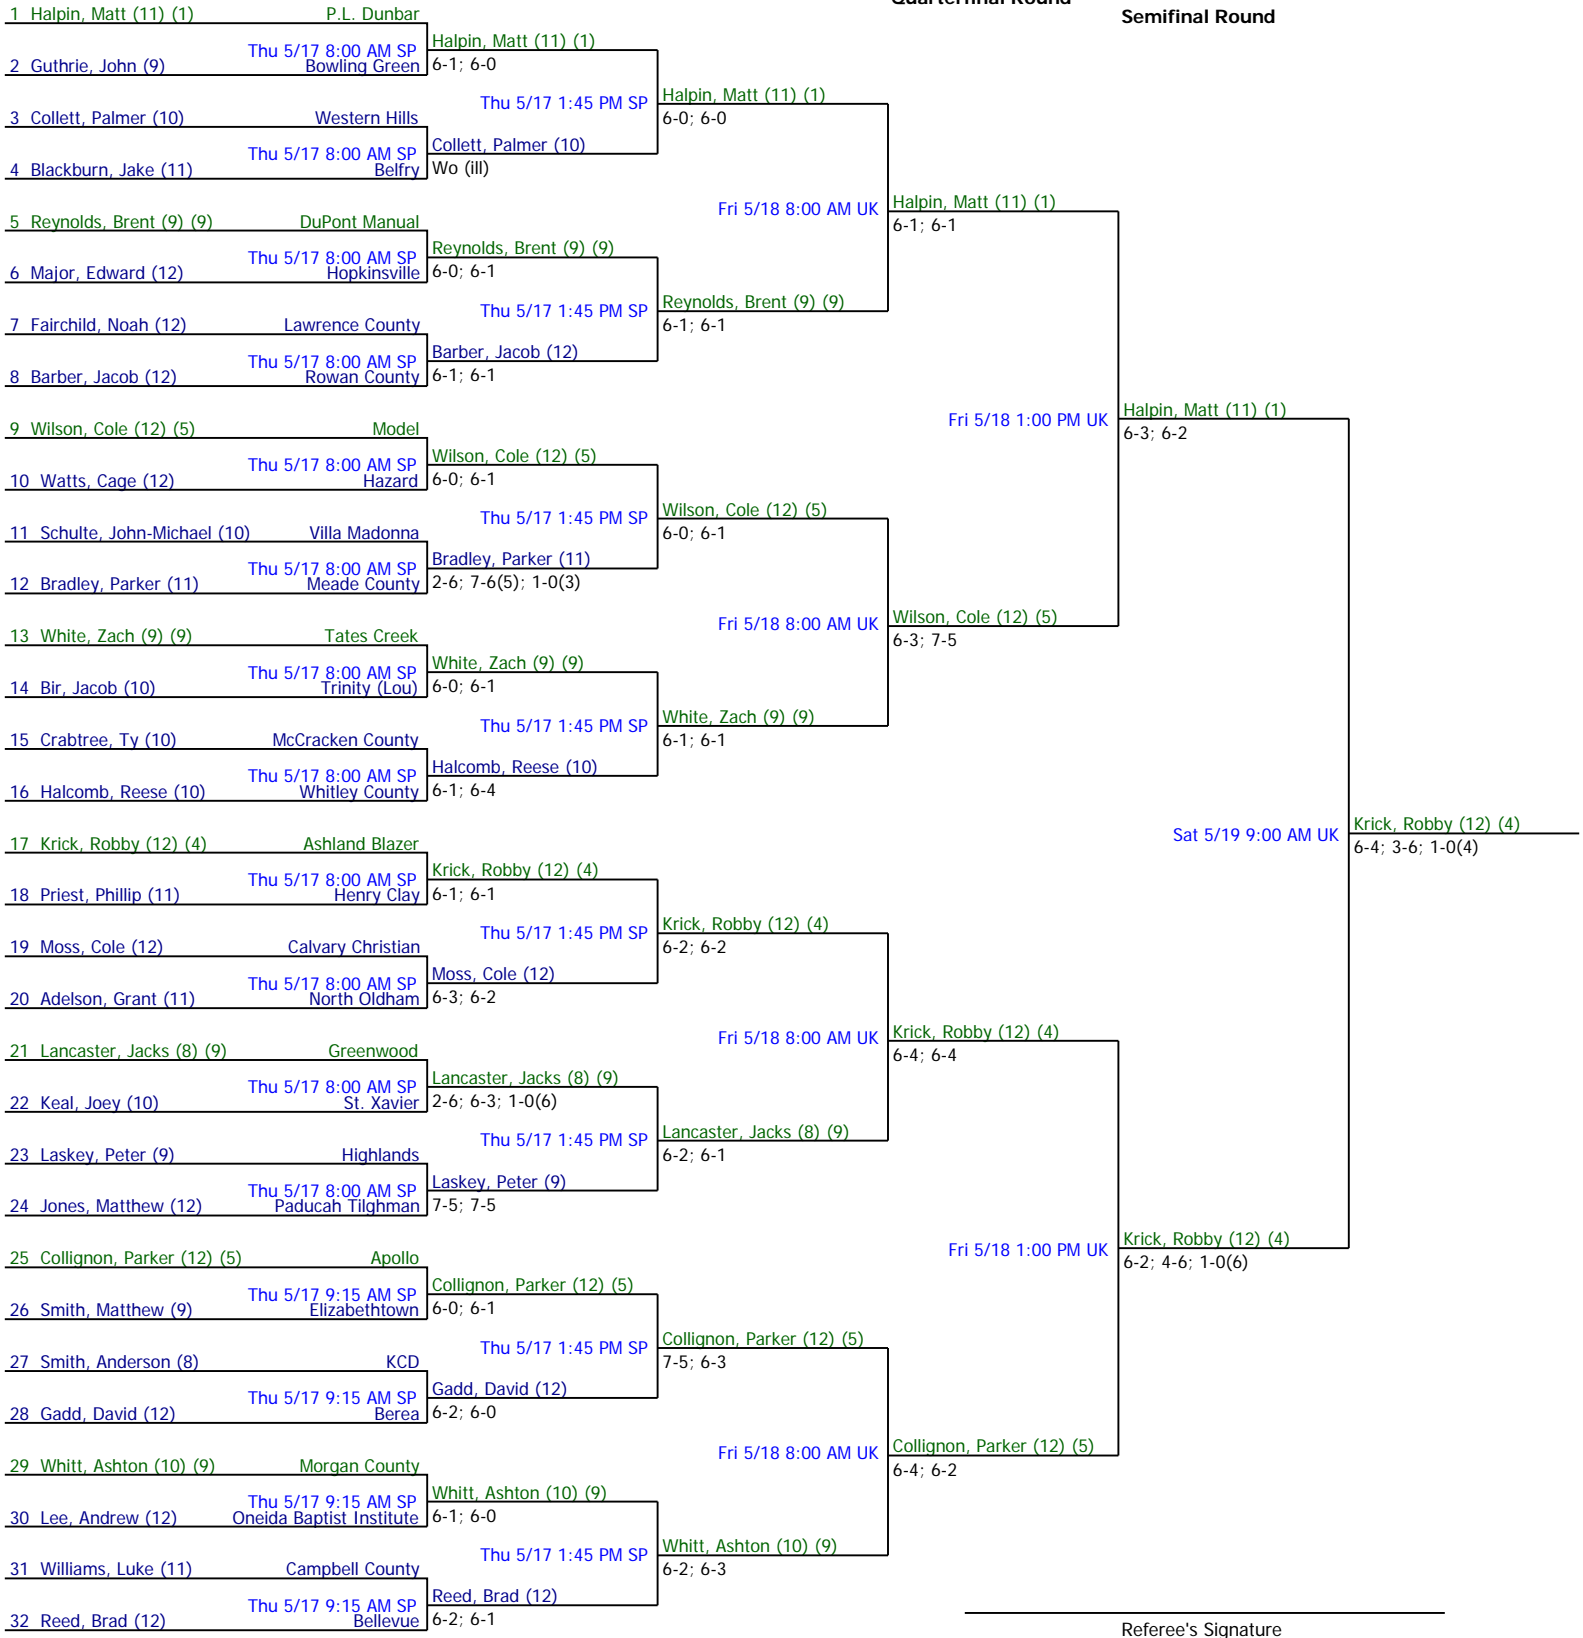 Quarterfinal Round
Semifinal Round
1 Halpin, Matt (11) (1) P.L. Dunbar
Thu 5/17 8:00 AM SP
2 Guthrie, John (9) Bowling Green
Halpin, Matt (11) (1)
6-1; 6-0
3 Collett, Palmer (10) Western Hills
Thu 5/17 8:00 AM SP
4 Blackburn, Jake (11) Belfry
Collett, Palmer (10)
Wo (ill)
Thu 5/17 1:45 PM SP
Halpin, Matt (11) (1)
6-0; 6-0
5 Reynolds, Brent (9) (9) DuPont Manual
Thu 5/17 8:00 AM SP
6 Major, Edward (12) Hopkinsville
Reynolds, Brent (9) (9)
6-0; 6-1
7 Fairchild, Noah (12) Lawrence County
Thu 5/17 8:00 AM SP
8 Barber, Jacob (12) Rowan County
Barber, Jacob (12)
6-1; 6-1
Thu 5/17 1:45 PM SP
Reynolds, Brent (9) (9)
6-1; 6-1
Fri 5/18 8:00 AM UK
Halpin, Matt (11) (1)
6-1; 6-1
9 Wilson, Cole (12) (5) Model
Thu 5/17 8:00 AM SP
10 Watts, Cage (12) Hazard
Wilson, Cole (12) (5)
6-0; 6-1
11 Schulte, John-Michael (10) Villa Madonna
Thu 5/17 8:00 AM SP
12 Bradley, Parker (11) Meade County
Bradley, Parker (11)
2-6; 7-6(5); 1-0(3)
Thu 5/17 1:45 PM SP
Wilson, Cole (12) (5)
6-0; 6-1
13 White, Zach (9) (9) Tates Creek
Thu 5/17 8:00 AM SP
14 Bir, Jacob (10) Trinity (Lou)
White, Zach (9) (9)
6-0; 6-1
15 Crabtree, Ty (10) McCracken County
Thu 5/17 8:00 AM SP
16 Halcomb, Reese (10) Whitley County
Halcomb, Reese (10)
6-1; 6-4
Thu 5/17 1:45 PM SP
White, Zach (9) (9)
6-1; 6-1
Fri 5/18 8:00 AM UK
Wilson, Cole (12) (5)
6-3; 7-5
Fri 5/18 1:00 PM UK
Halpin, Matt (11) (1)
6-3; 6-2
17 Krick, Robby (12) (4) Ashland Blazer
Thu 5/17 8:00 AM SP
18 Priest, Phillip (11) Henry Clay
Krick, Robby (12) (4)
6-1; 6-1
19 Moss, Cole (12) Calvary Christian
Thu 5/17 8:00 AM SP
20 Adelson, Grant (11) North Oldham
Moss, Cole (12)
6-3; 6-2
Thu 5/17 1:45 PM SP
Krick, Robby (12) (4)
6-2; 6-2
21 Lancaster, Jacks (8) (9) Greenwood
Thu 5/17 8:00 AM SP
22 Keal, Joey (10) St. Xavier
Lancaster, Jacks (8) (9)
2-6; 6-3; 1-0(6)
23 Laskey, Peter (9) Highlands
Thu 5/17 8:00 AM SP
24 Jones, Matthew (12) Paducah Tilghman
Laskey, Peter (9)
7-5; 7-5
Thu 5/17 1:45 PM SP
Lancaster, Jacks (8) (9)
6-2; 6-1
Fri 5/18 8:00 AM UK
Krick, Robby (12) (4)
6-4; 6-4
25 Collignon, Parker (12) (5) Apollo
Thu 5/17 9:15 AM SP
26 Smith, Matthew (9) Elizabethtown
Collignon, Parker (12) (5)
6-0; 6-1
27 Smith, Anderson (8) KCD
Thu 5/17 9:15 AM SP
28 Gadd, David (12) Berea
Gadd, David (12)
6-2; 6-0
Thu 5/17 1:45 PM SP
Collignon, Parker (12) (5)
7-5; 6-3
29 Whitt, Ashton (10) (9) Morgan County
Thu 5/17 9:15 AM SP
30 Lee, Andrew (12) Oneida Baptist Institute
Whitt, Ashton (10) (9)
6-1; 6-0
31 Williams, Luke (11) Campbell County
Thu 5/17 9:15 AM SP
32 Reed, Brad (12) Bellevue
Reed, Brad (12)
6-2; 6-1
Thu 5/17 1:45 PM SP
Whitt, Ashton (10) (9)
6-2; 6-3
Fri 5/18 8:00 AM UK
Collignon, Parker (12) (5)
6-4; 6-2
Fri 5/18 1:00 PM UK
Krick, Robby (12) (4)
6-2; 4-6; 1-0(6)
Sat 5/19 9:00 AM UK
Krick, Robby (12) (4)
6-4; 3-6; 1-0(4)
Referee's Signature